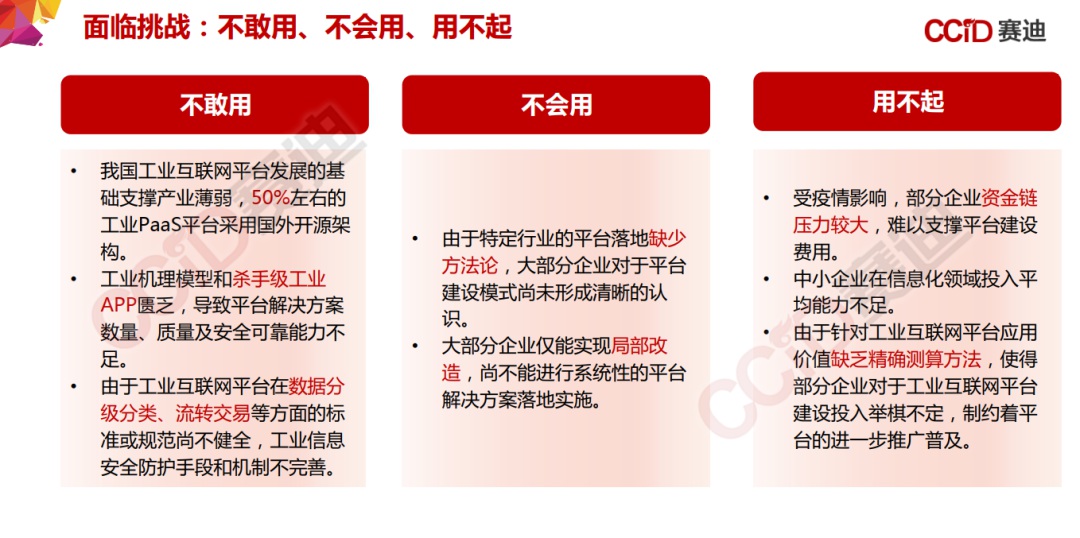 面临挑战：不敢用、不会用、用不起
CCiD 赛迪
不敢用
• 我国工业互联网平台发展的基
础支撑产业薄弱，50%左右的
工业PaaS平台采用国外开源架
构。
• 工业机理模型和杀手级工业
APP匮乏，导致平台解决方案
数量、质量及安全可靠能力不
足。
• 由于工业互联网平台在数据分
级分类、流转交易等方面的标
准或规范尚不健全，工业信息
安全防护手段和机制不完善。
不会用
• 由于特定行业的平台落地缺少
方法论，大部分企业对于平台
建设模式尚未形成清晰的认
识。
• 大部分企业仅能实现局部改
造，尚不能进行系统性的平台
解决方案落地实施。
用不起
• 受疫情影响，部分企业资金链
压力较大，难以支撑平台建设
费用。
• 中小企业在信息化领域投入平
均能力不足。
• 由于针对工业互联网平台应用
价值缺乏精确测算方法，使得
部分企业对于工业互联网平台
建设投入举棋不定，制约着平
台的进一步推广普及。
CCiD赛迪
CCiD赛迪